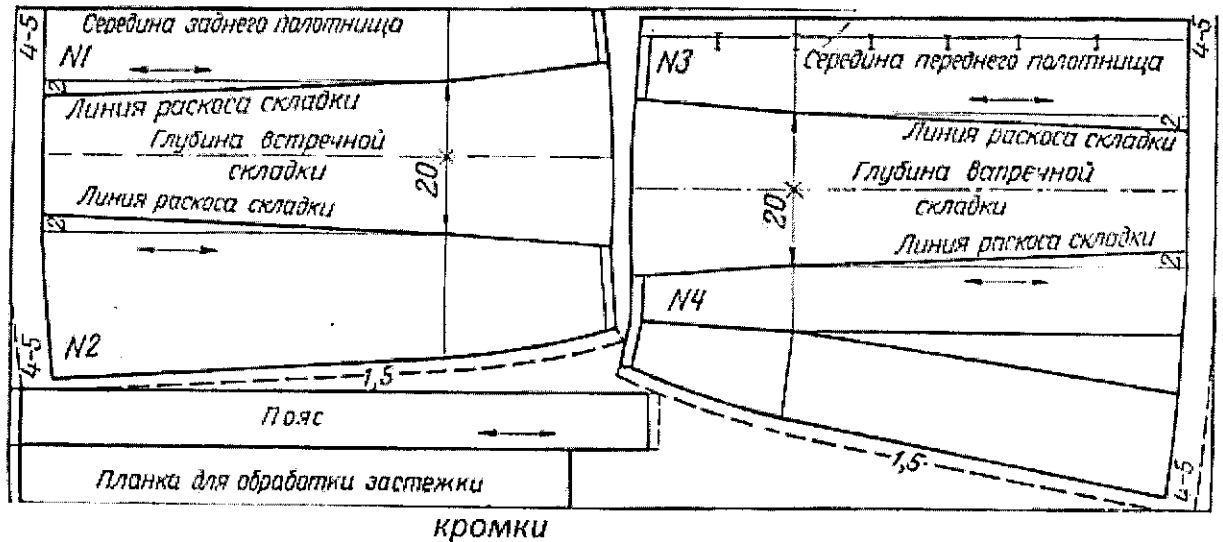 4-5
Середина заднего полотнища
N1
2
Линия раскоса складки
Глубина встречной
складки
20
Линия раскоса складки
2
N2
4-5
1,5
Пояс
Планка для обработки застежки
N3
Середина переднего полотнища
4-5
2
Линия раскоса складки
Глубина вапречной
складки
20
Линия раскоса складки
2
N4
1,5
4-5
кромки